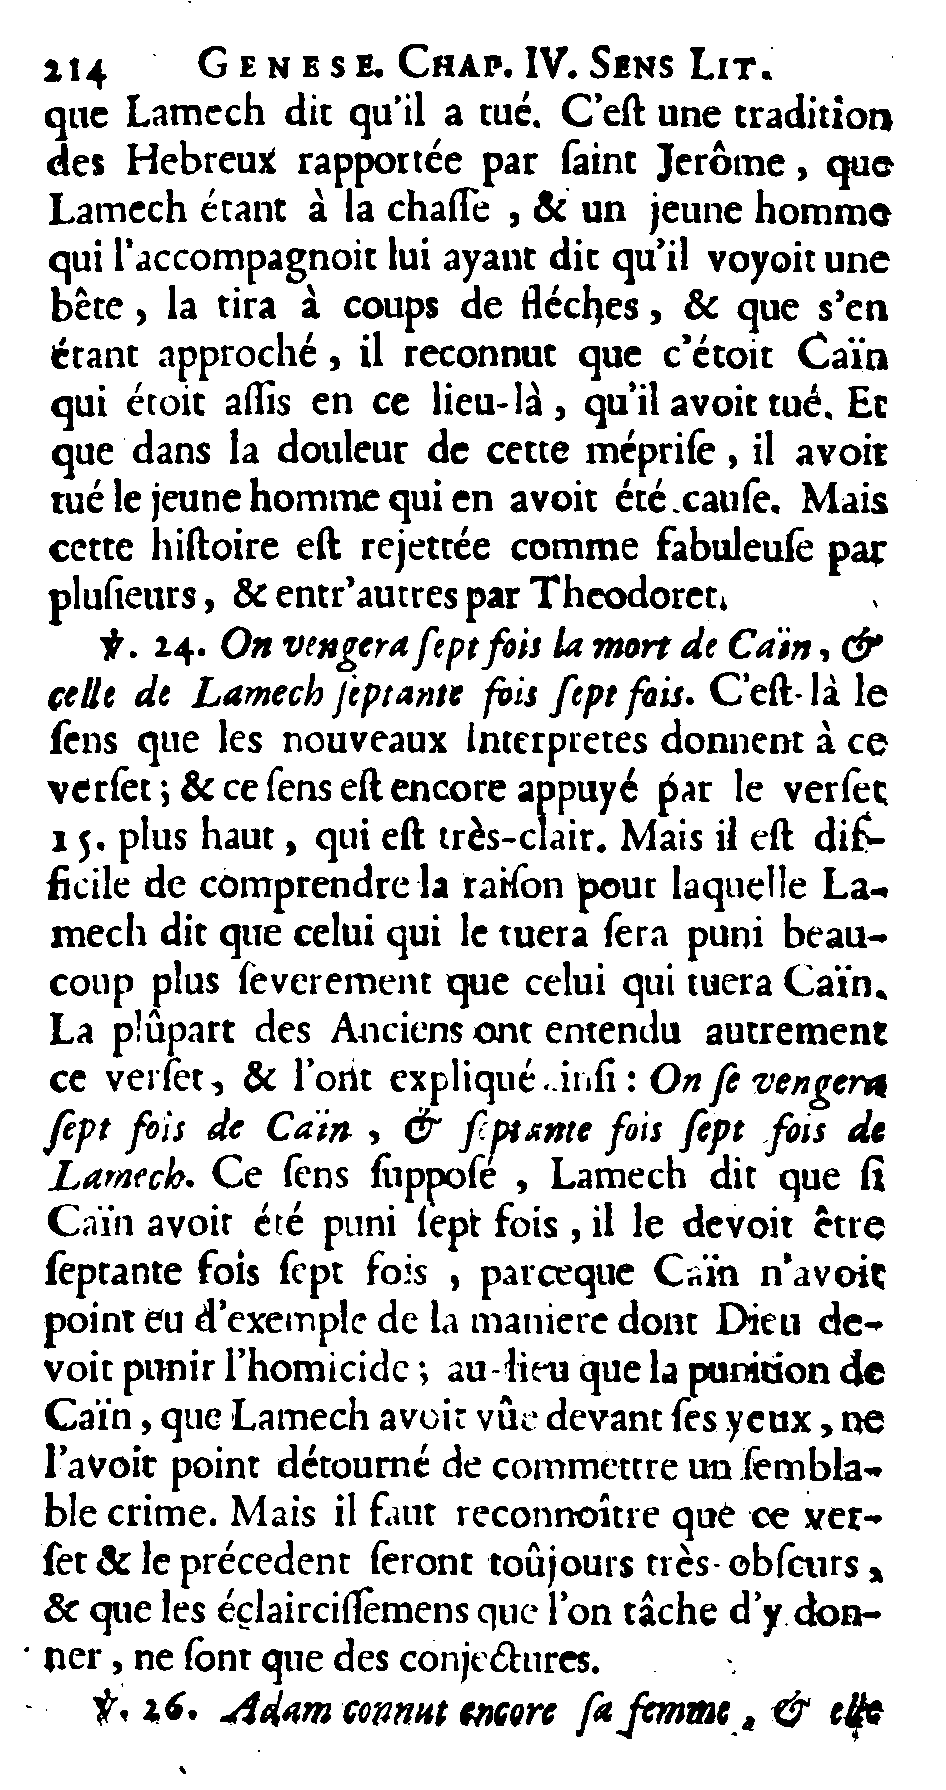 214 GENESE. CHAP. IV. SENS LIT.
que Lamech dit qu'il a tué. C'eſt une tradition
des Hebreux rapportée par ſaint Jerôme, que
Lamech étant à la chaſſe, & un jeune homme
qui l'accompagnoit lui ayant dit qu'il voyoit une
bête, la tira à coups de fléches, & que s'en
étant approché, il reconnut que c'étoit Caïn
qui étoit aſſis en ce lieu-là, qu'il avoit tué. Et
que dans la douleur de cette mépriſe, il avoit
tué le jeune homme qui en avoit été cauſe. Mais
cette hiſtoire eſt rejettée comme fabuleuſe par
pluſieurs, & entr'autres par Theodoret.
℣. 24. On vengera ſept fois la mort de Caïn, &
celle de Lamech ſeptante fois ſept fois. C'eſt-là le
ſens que les nouveaux Interpretes donnent à ce
verſet; & ce ſens eſt encore appuyé par le verſet
15. plus haut, qui eſt très-clair. Mais il eſt dif-
ficile de comprendre la raiſon pour laquelle La-
mech dit que celui qui le tuera ſera puni beau-
coup plus ſeverement que celui qui tuera Caïn.
La plûpart des Anciens ont entendu autrement
ce verſet, & l'ont expliqué ainſi: On ſe vengera
ſept fois de Caïn, & ſeptante fois ſept fois de
Lamech. Ce ſens ſuppoſé, Lamech dit que ſi
Caïn avoit été puni ſept fois, il le devoit être
ſeptante fois ſept fois, parceque Caïn n'avoit
point eu d'exemple de la maniere dont Dieu de-
voit punir l'homicide; au-lieu que la punition de
Caïn, que Lamech avoit vûe devant ſes yeux, ne
l'avoit point détourné de commettre un ſembla-
ble crime. Mais il faut reconnoître que ce ver-
ſet & le précedent ſeront toûjours très-obſcurs,
& que les éclairciſſemens que l'on tâche d'y don-
ner, ne ſont que des conjectures.
℣. 26. Adam connut encore ſa femme, & elle